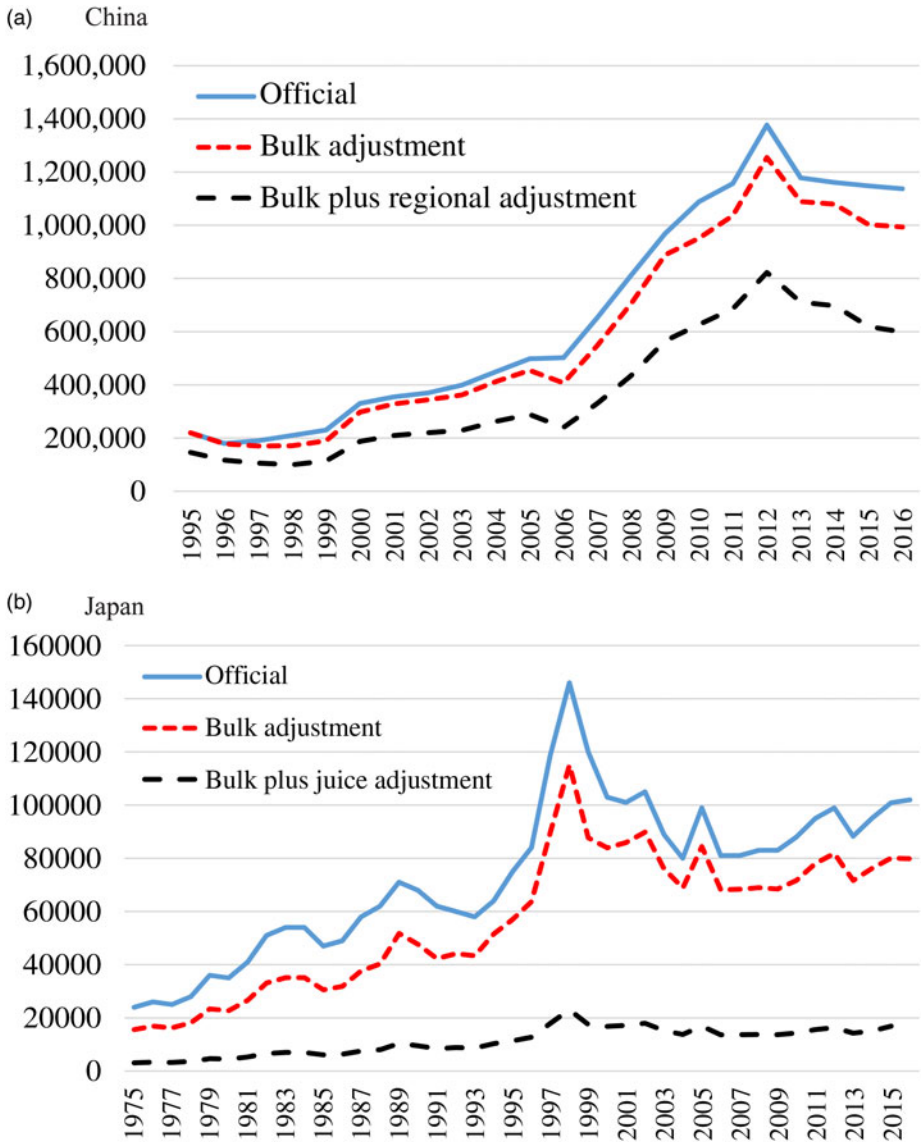 (a) China
1,600,000
1,400,000
1,200,000
1,000,000
800,000
600,000
400,000
200,000
0
Official
Bulk adjustment
Bulk plus regional adjustment
1995 1996 1997 1998 1999 2000 2001 2002 2003 2004 2005 2006 2007 2008 2009 2010 2011 2012 2013 2014 2015 2016
(b) Japan
160000
140000
120000
100000
80000
60000
40000
20000
0
Official
Bulk adjustment
Bulk plus juice adjustment
1975 1977 1979 1981 1983 1985 1987 1989 1991 1993 1995 1997 1999 2001 2003 2005 2007 2009 2011 2013 2015